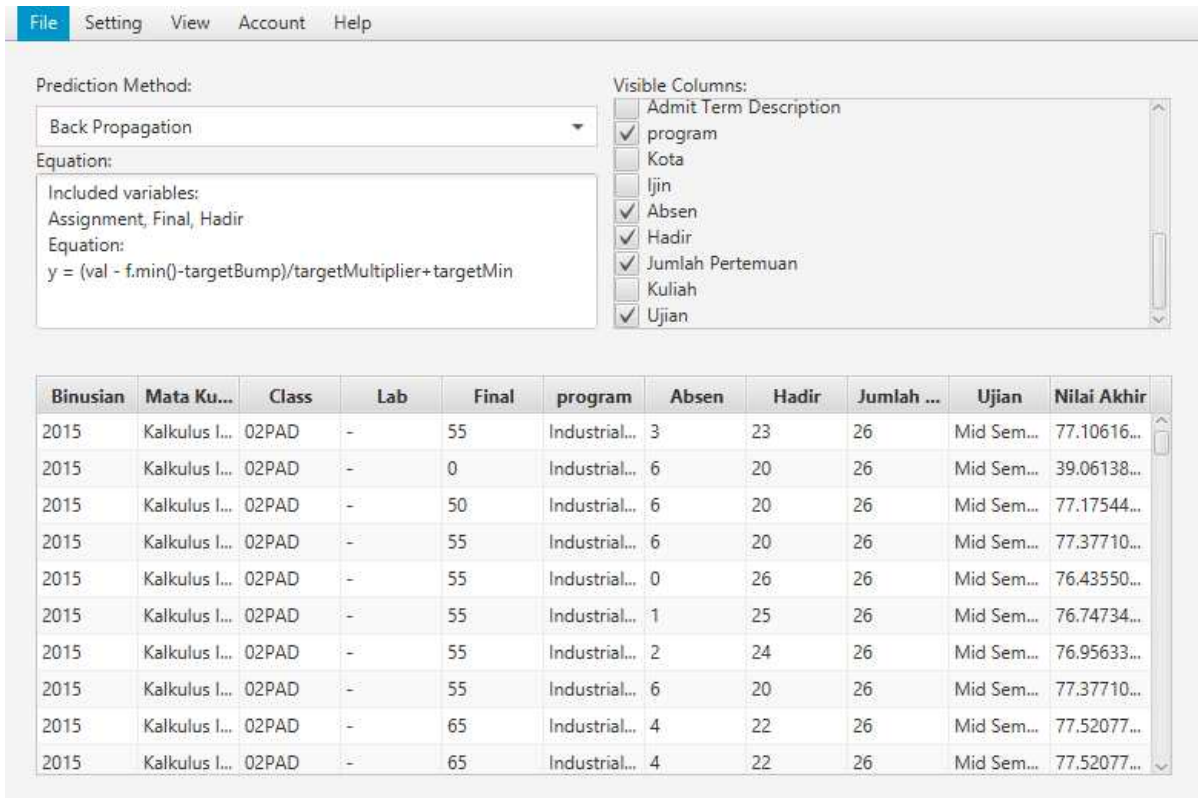 File Setting View Account Help
Prediction Method:
Back Propagation
Equation:
Included variables:
Assignment, Final, Hadir
Equation:
y = (val - f.min()-targetBump)/targetMultiplier+targetMin
Visible Columns:
Admit Term Description
program
Kota
Ijin
Absen
Hadir
Jumlah Pertemuan
Kuliah
Ujian
Binusian Mata Ku... Class Lab Final program Absen Hadir Jumlah ... Ujian Nilai Akhir
2015 Kalkulus I... 02PAD - 55 Industrial... 3 23 26 Mid Sem... 77.10616...
2015 Kalkulus I... 02PAD - 0 Industrial... 6 20 26 Mid Sem... 39.06138...
2015 Kalkulus I... 02PAD - 50 Industrial... 6 20 26 Mid Sem... 77.17544...
2015 Kalkulus I... 02PAD - 55 Industrial... 6 20 26 Mid Sem... 77.37710...
2015 Kalkulus I... 02PAD - 55 Industrial... 0 26 26 Mid Sem... 76.43550...
2015 Kalkulus I... 02PAD - 55 Industrial... 1 25 26 Mid Sem... 76.74734...
2015 Kalkulus I... 02PAD - 55 Industrial... 2 24 26 Mid Sem... 76.95633...
2015 Kalkulus I... 02PAD - 55 Industrial... 6 20 26 Mid Sem... 77.37710...
2015 Kalkulus I... 02PAD - 65 Industrial... 4 22 26 Mid Sem... 77.52077...
2015 Kalkulus I... 02PAD - 65 Industrial... 4 22 26 Mid Sem... 77.52077...